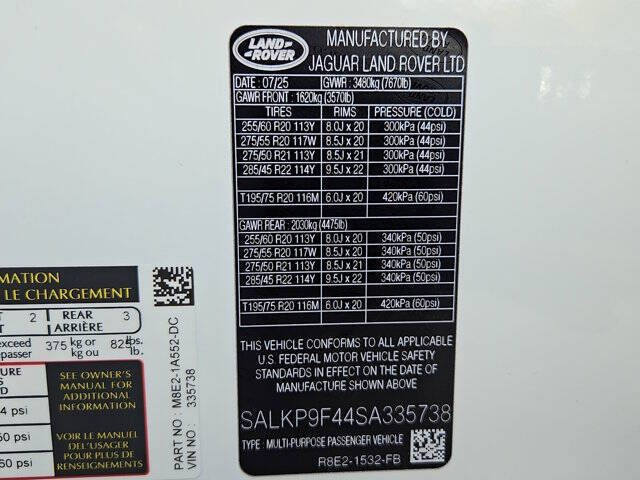 LAND
ROVER
MANUFACTURED BY
JAGUAR LAND ROVER LTD
DATE : 07/25 GVWR : 3480kg (7670lb)
GAWR FRONT : 1620kg (3570lb)
TIRES RIMS PRESSURE (COLD)
255/60 R20 113Y 8.0J x 20 300kPa (44psi)
275/55 R20 117W 8.5J x 20 300kPa (44psi)
275/50 R21 113Y 8.5J x 21 300kPa (44psi)
285/45 R22 114Y 9.5J x 22 300kPa (44psi)
T195/75 R20 116M 6.0J x 20 420kPa (60psi)
GAWR REAR : 2030kg (4475lb)
255/60 R20 113Y 8.0J x 20 340kPa (50psi)
275/55 R20 117W 8.5J x 20 340kPa (50psi)
275/50 R21 113Y 8.5J x 21 340kPa (50psi)
285/45 R22 114Y 9.5J x 22 340kPa (50psi)
T195/75 R20 116M 6.0J x 20 420kPa (60psi)
THIS VEHICLE CONFORMS TO ALL APPLICABLE
U.S. FEDERAL MOTOR VEHICLE SAFETY
STANDARDS IN EFFECT ON THE DATE OF
MANUFACTURE SHOWN ABOVE
SALKP9F44SA335738
TYPE : MULTI-PURPOSE PASSENGER VEHICLE
R8E2-1532-FB
RMATION
LE CHARGEMENT
T 2 REAR 3
ARRIÈRE
exceed 375 kg or 825 lbs.
passer kg ou lb.
URE SEE OWNER'S
MANUAL FOR
ADDITIONAL
INFORMATION
4 psi
VOIR LE MANUEL
50 psi DE L'USAGER
POUR PLUS DE
60 psi RENSEIGNEMENTS
M8E2-1A552-DC
335738